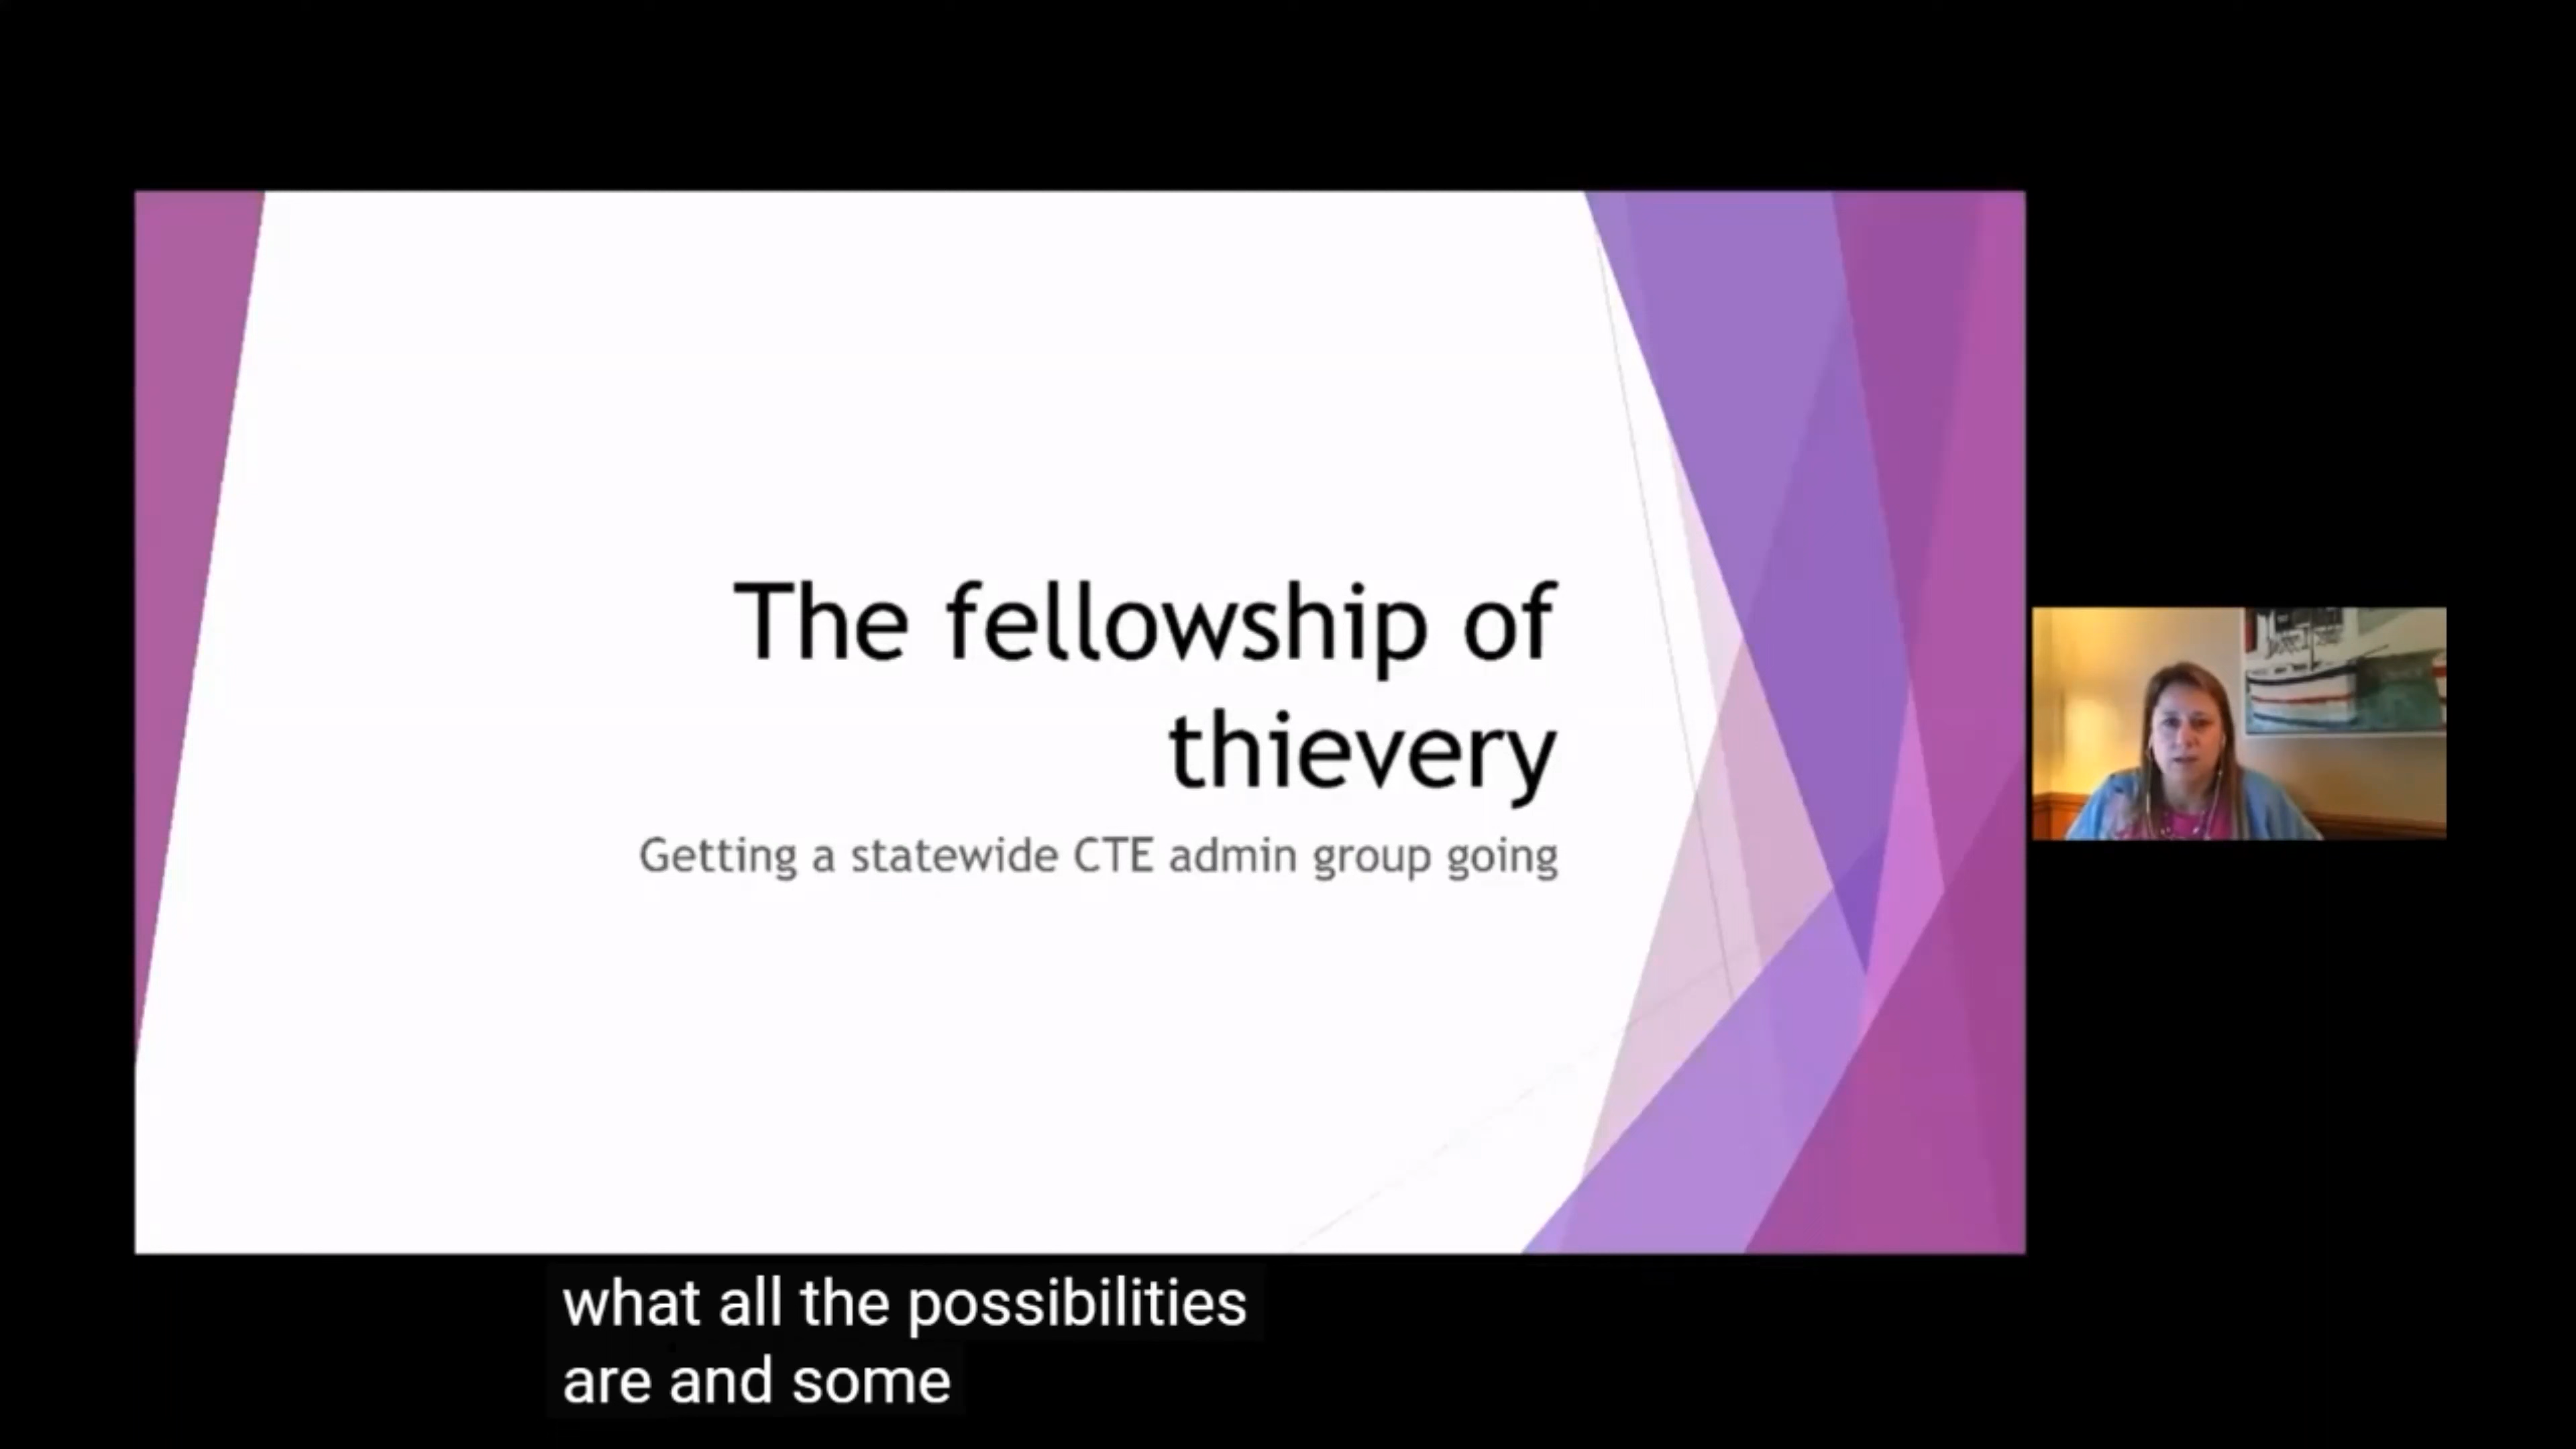 The fellowship of
thievery
Getting a statewide CTE admin group going
what all the possibilities
are and some